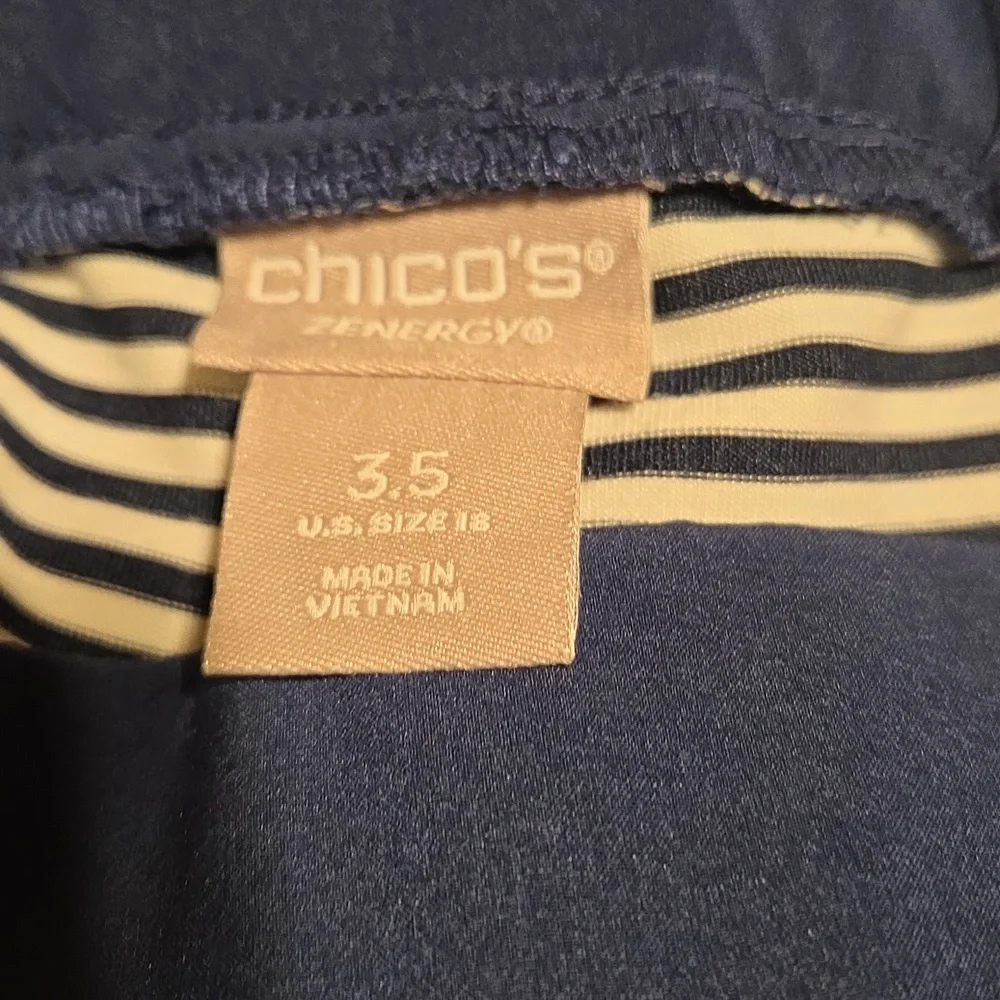 chico's®
ZENERGY®
3.5
U.S. SIZE 18
MADE IN
VIETNAM